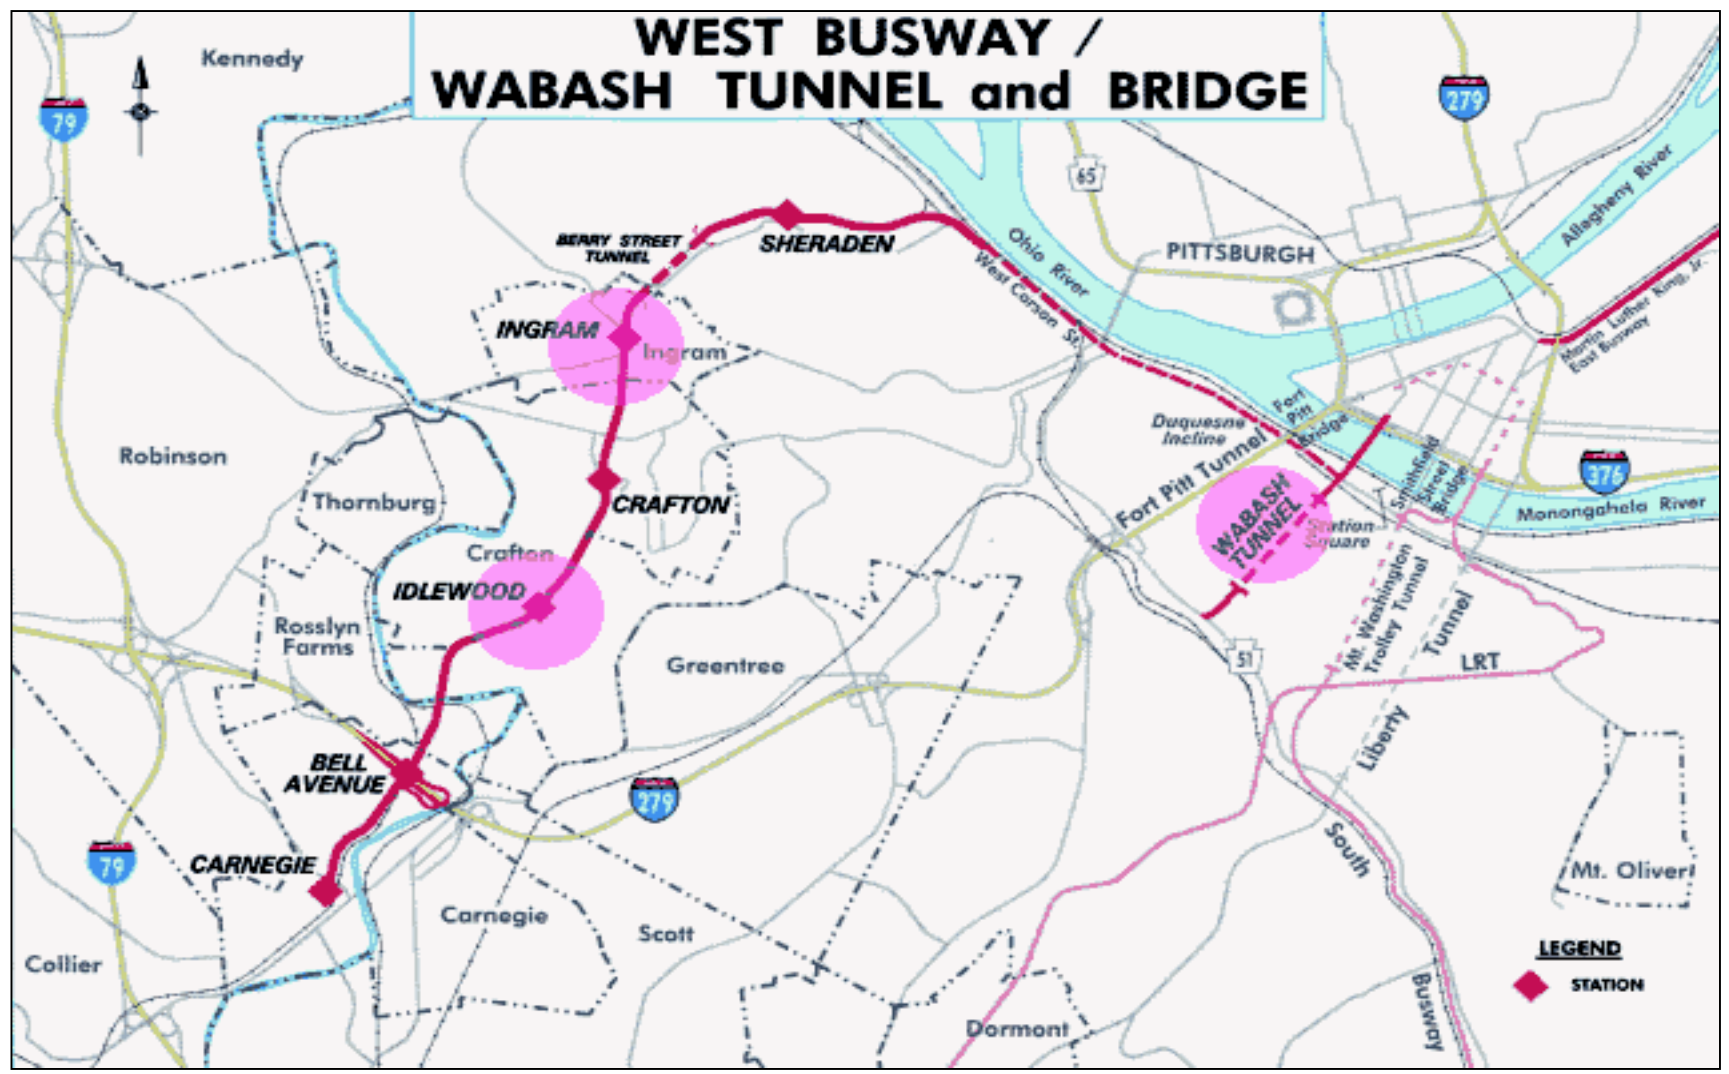 WEST BUSWAY /
WABASH TUNNEL and BRIDGE
Kennedy
79
279
65
Allegheny River
BERRY STREET
TUNNEL
SHERADEN
Ohio River
PITTSBURGH
West Carson St.
Martin Luther King, Jr.
East Busway
INGRAM
Ingram
Duquesne
Incline
Fort
Pitt
Bridge
Fort Pitt Tunnel
Smithfield
Street
Bridge
376
Monongahela River
Robinson
Thornburg
CRAFTON
Crafton
WABASH
TUNNEL
Station
Square
IDLEWOOD
Mt. Washington
Trolley Tunnel
Rosslyn
Farms
Greentree
51
LRT
Liberty Tunnel
BELL
AVENUE
279
79
CARNEGIE
South Busway
Mt. Oliver
Carnegie
Scott
Collier
Dormont
LEGEND
STATION